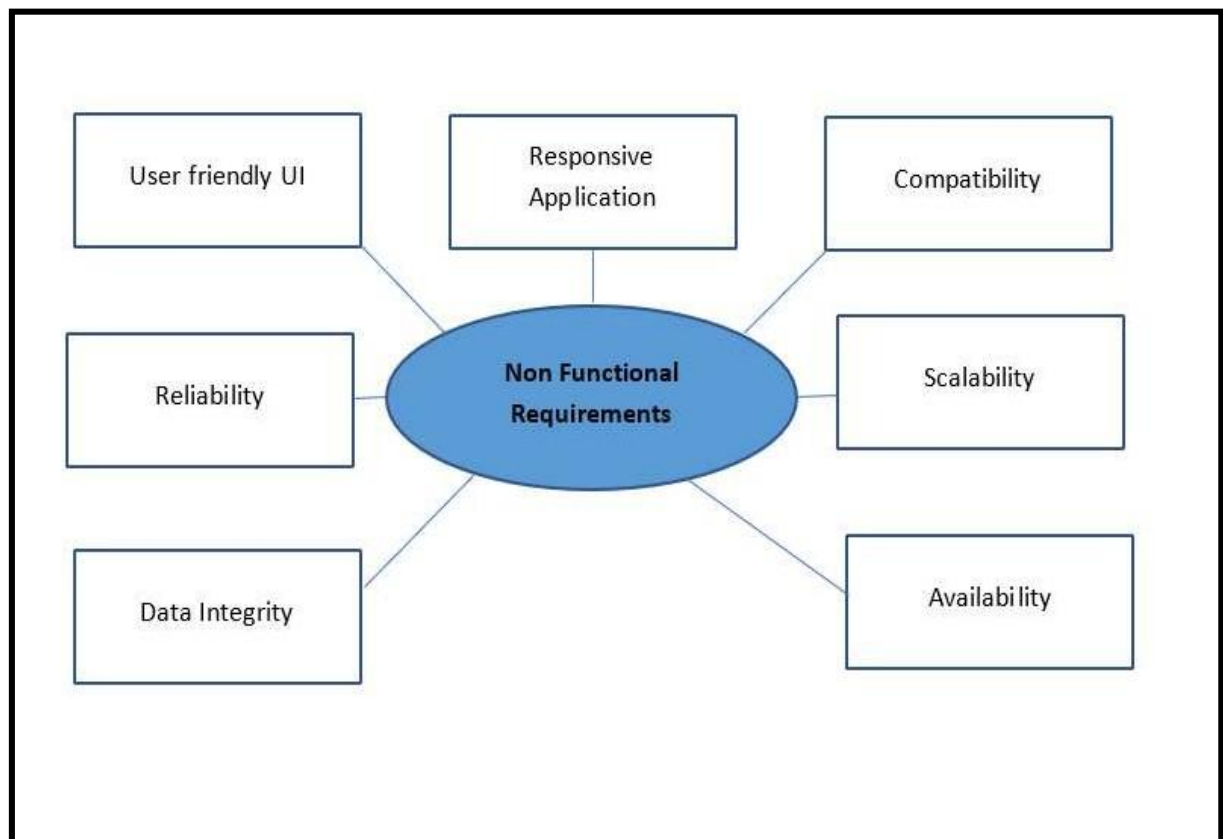 User friendly UI
Responsive
Application
Compatibility
Reliability
Non Functional
Requirements
Scalability
Data Integrity
Availability